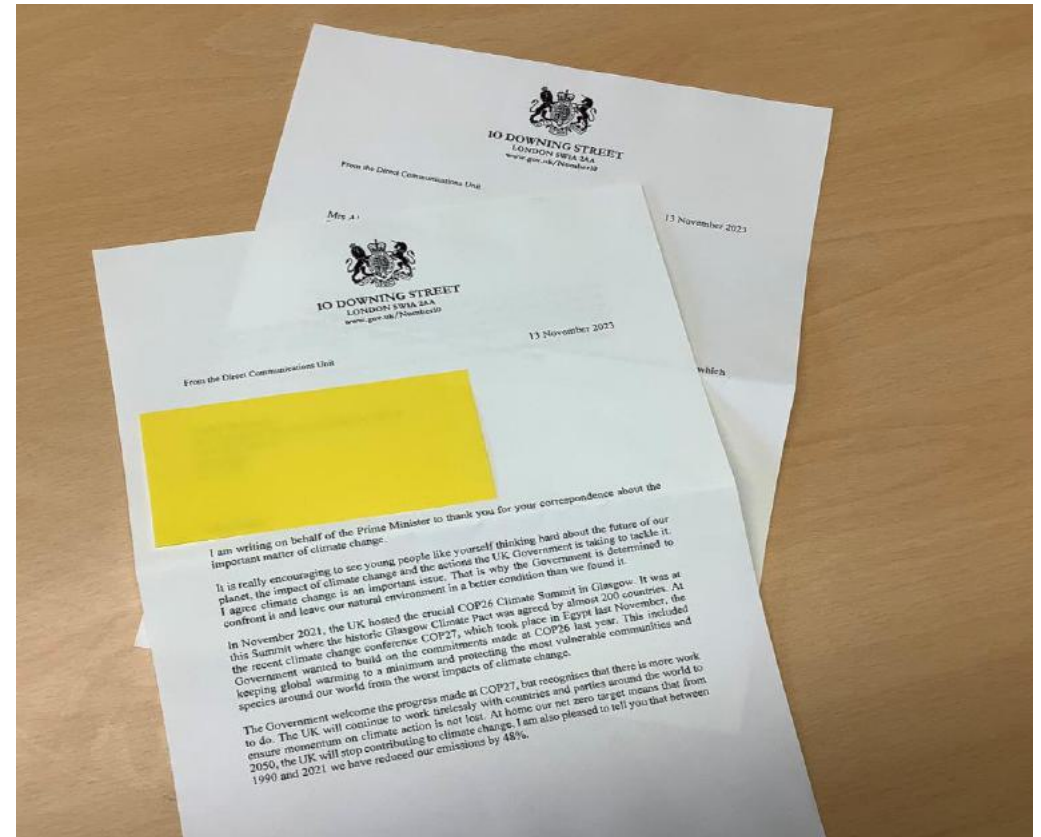 10 DOWNING STREET
LONDON SW1A 2AA
www.gov.uk/Number10
From the Direct Communications Unit
13 November 2023
Mrs
which
10 DOWNING STREET
LONDON SW1A 2AA
www.gov.uk/Number10
13 November 2023
From the Direct Communications Unit
I am writing on behalf of the Prime Minister to thank you for your correspondence about the
important matter of climate change.
It is really encouraging to see young people like yourself thinking hard about the future of our
planet, the impact of climate change and the actions the UK Government is taking to tackle it.
I agree climate change is an important issue. That is why the Government is determined to
confront it and leave our natural environment in a better condition than we found it.
In November 2021, the UK hosted the crucial COP26 Climate Summit in Glasgow. It was at
this Summit where the historic Glasgow Climate Pact was agreed by almost 200 countries. At
the recent climate change conference COP27, which took place in Egypt last November, the
Government wanted to build on the commitments made at COP26 last year. This included
keeping global warming to a minimum and protecting the most vulnerable communities and
species around our world from the worst impacts of climate change.
The Government welcome the progress made at COP27, but recognises that there is more work
to do. The UK will continue to work tirelessly with countries and parties around the world to
ensure momentum on climate action is not lost. At home our net zero target means that from
2050, the UK will stop contributing to climate change. I am also pleased to tell you that between
1990 and 2021 we have reduced our emissions by 48%.